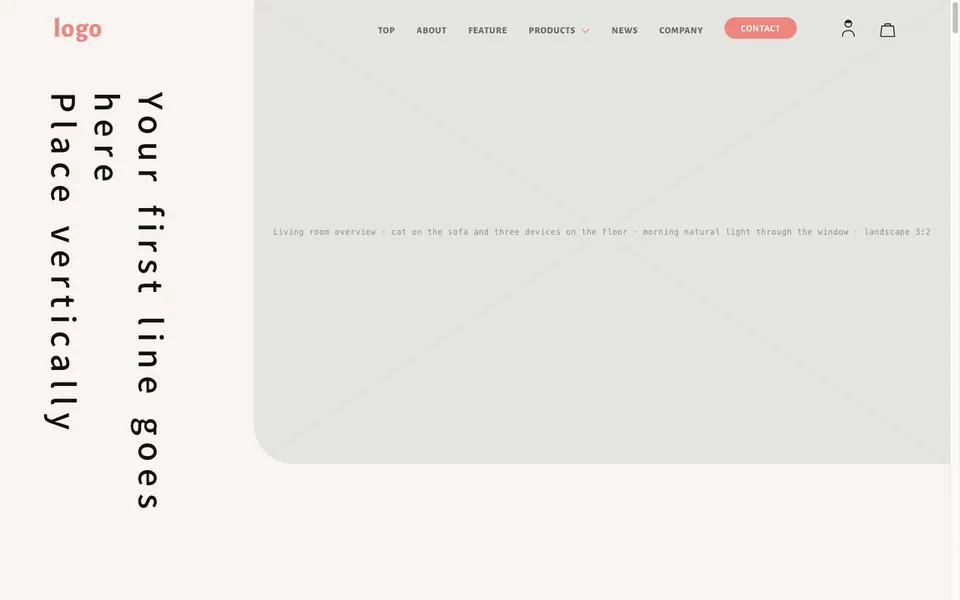 logo
TOP
ABOUT
FEATURE
PRODUCTS
NEWS
COMPANY
CONTACT
Your first line goes
here
Place vertically
Living room overview · cat on the sofa and three devices on the floor · morning natural light through the window · landscape 3:2